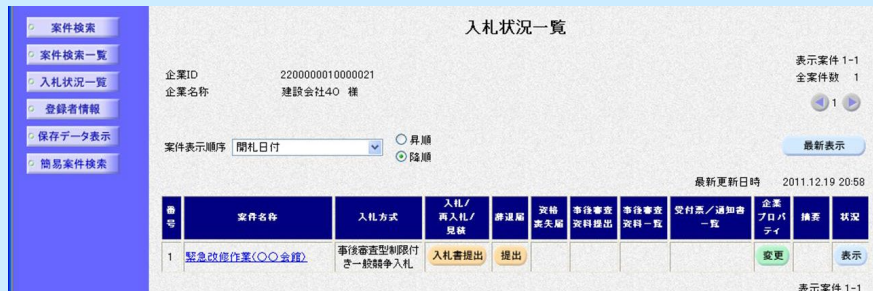 案件検索
案件検索一覧
入札状況一覧
登録者情報
保存データ表示
簡易案件検索
入札状況一覧
表示案件 1-1
全案件数 1
1
企業ID 2200000010000021
企業名称 建設会社40 様
案件表示順序 開札日付
昇順
降順
最新表示
最新更新日時 2011.12.19 20:58
番号 案件名称 入札方式 入札/再入札/見積 辞退届 資格喪失届 事後審査資料提出 事後審査資料一覧 受付票/通知書一覧 企業プロパティ 摘要 状況
1 緊急改修作業(〇〇会館) 事後審査型制限付き一般競争入札 入札書提出 提出 変更 表示
表示案件 1-1